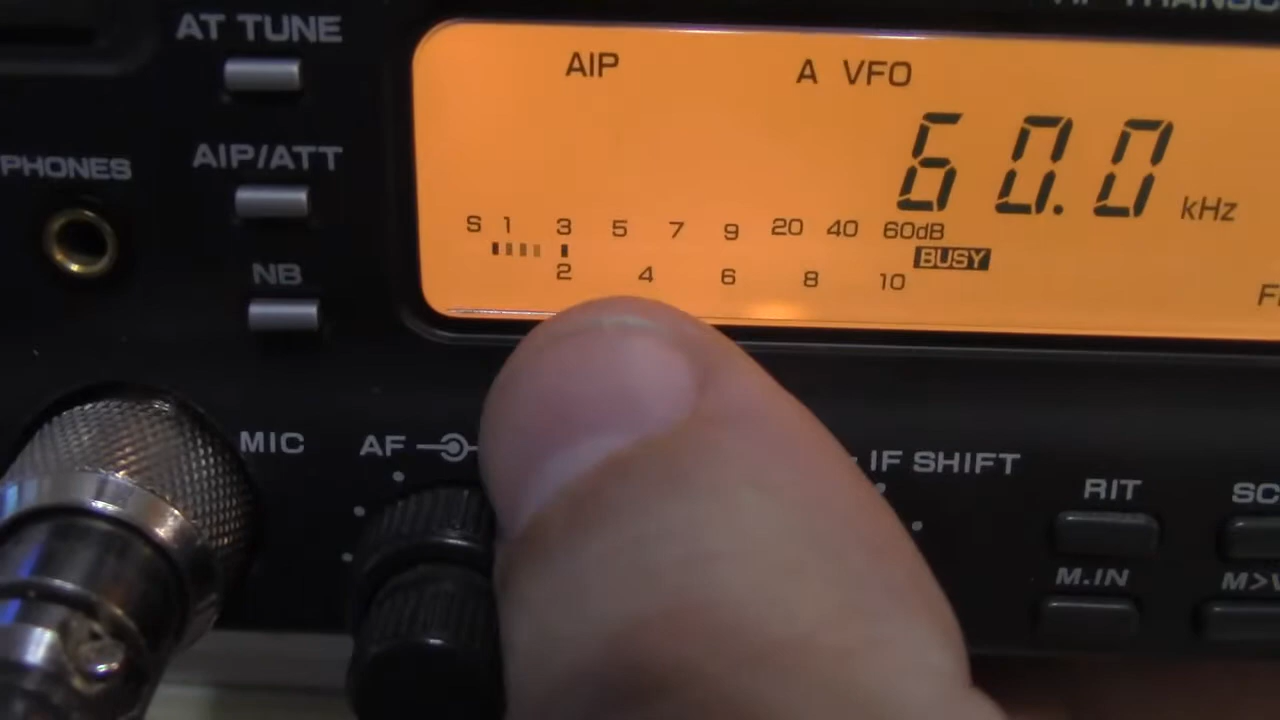 AT TUNE
AIP/ATT
PHONES
NB
MIC
AF
AIP
A VFO
60.0 kHz
S 1 3 5 7 9 20 40 60dB
BUSY
2 4 6 8 10
IF SHIFT
RIT
M.IN